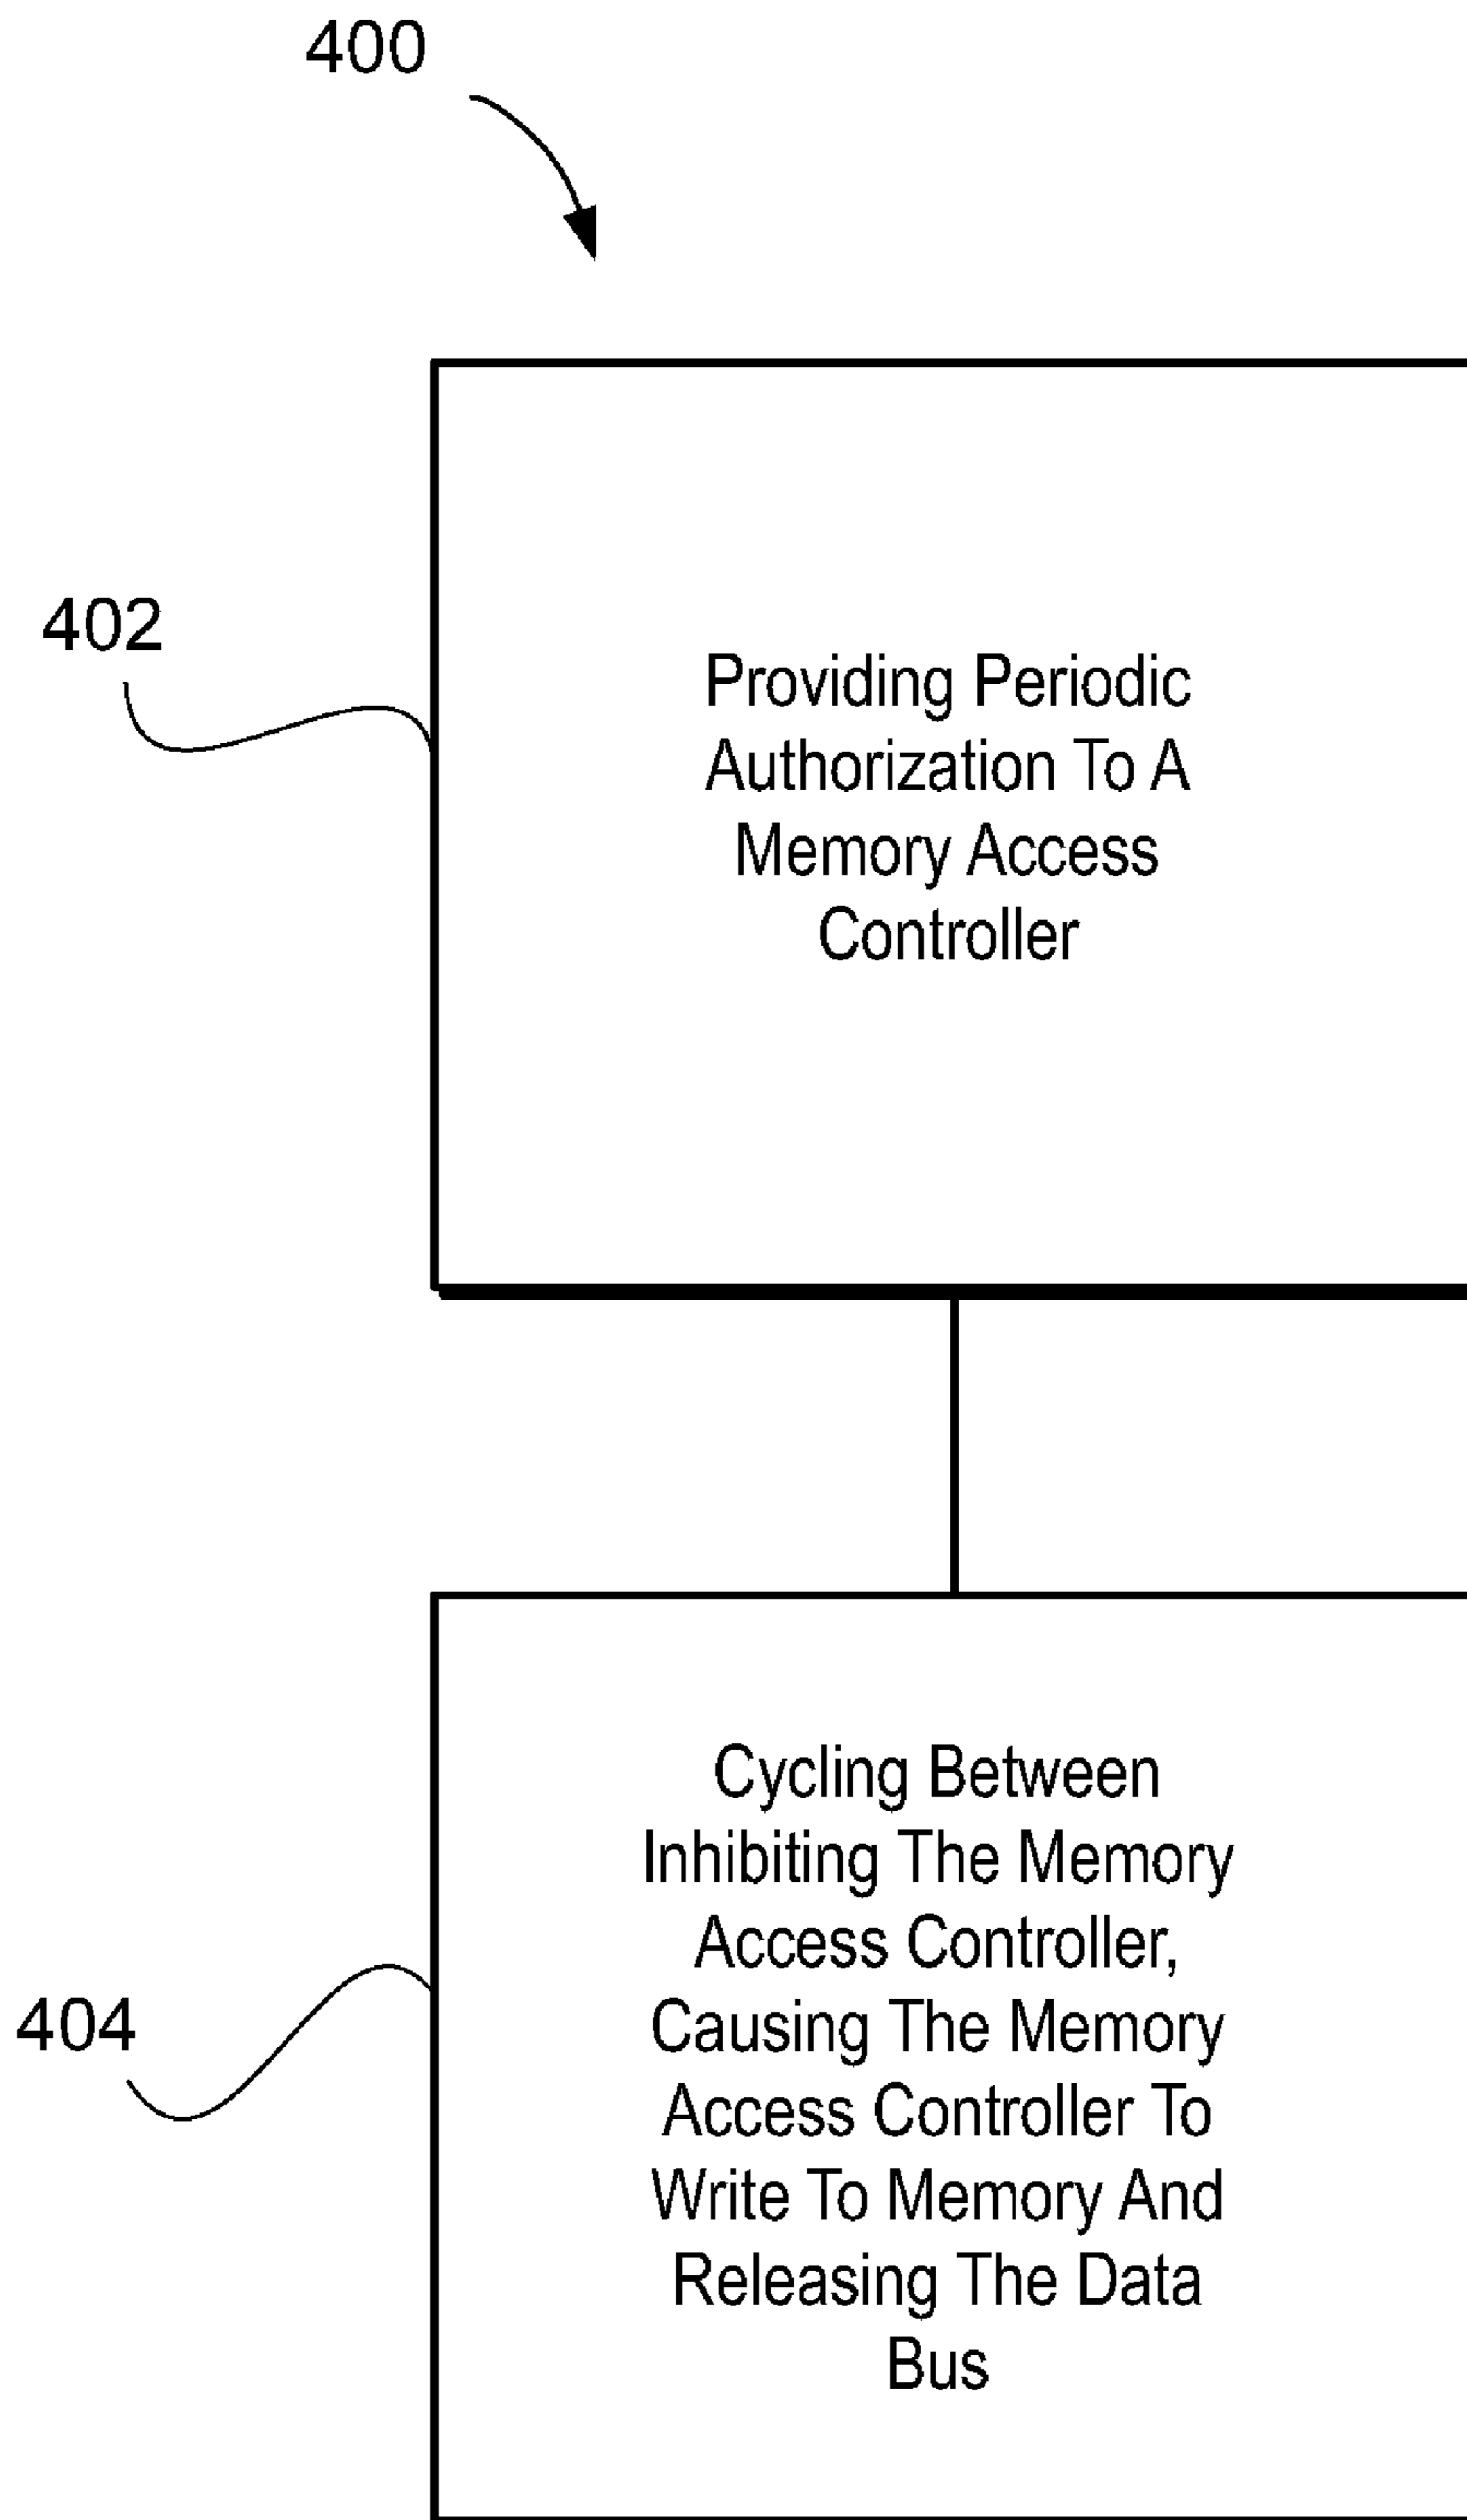 400
402
Providing Periodic
Authorization To A
Memory Access
Controller
Cycling Between
Inhibiting The Memory
Access Controller,
Causing The Memory
Access Controller To
Write To Memory And
Releasing The Data
Bus
404